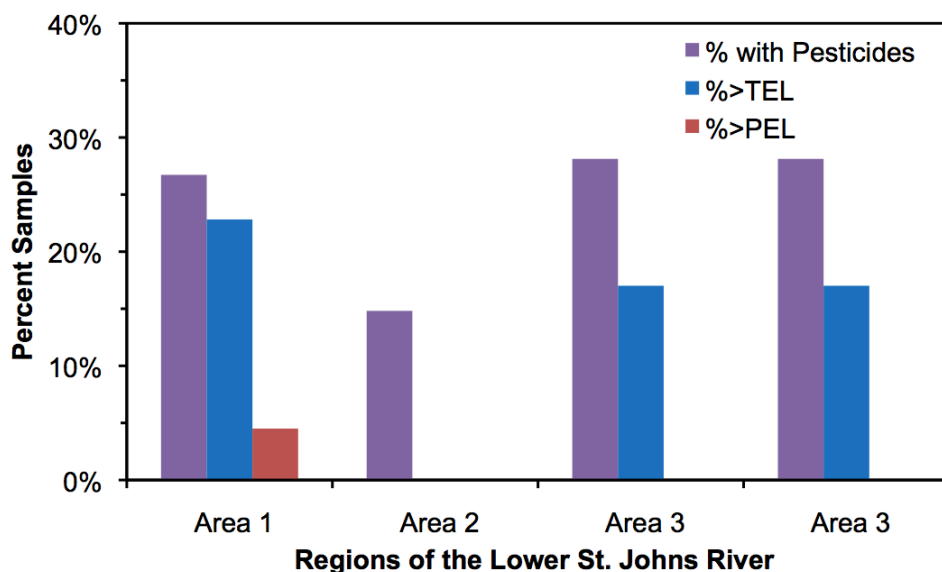 40%
30%
20%
10%
0%
Percent Samples
% with Pesticides
%>TEL
%>PEL
Area 1 Area 2 Area 3 Area 3
Regions of the Lower St. Johns River